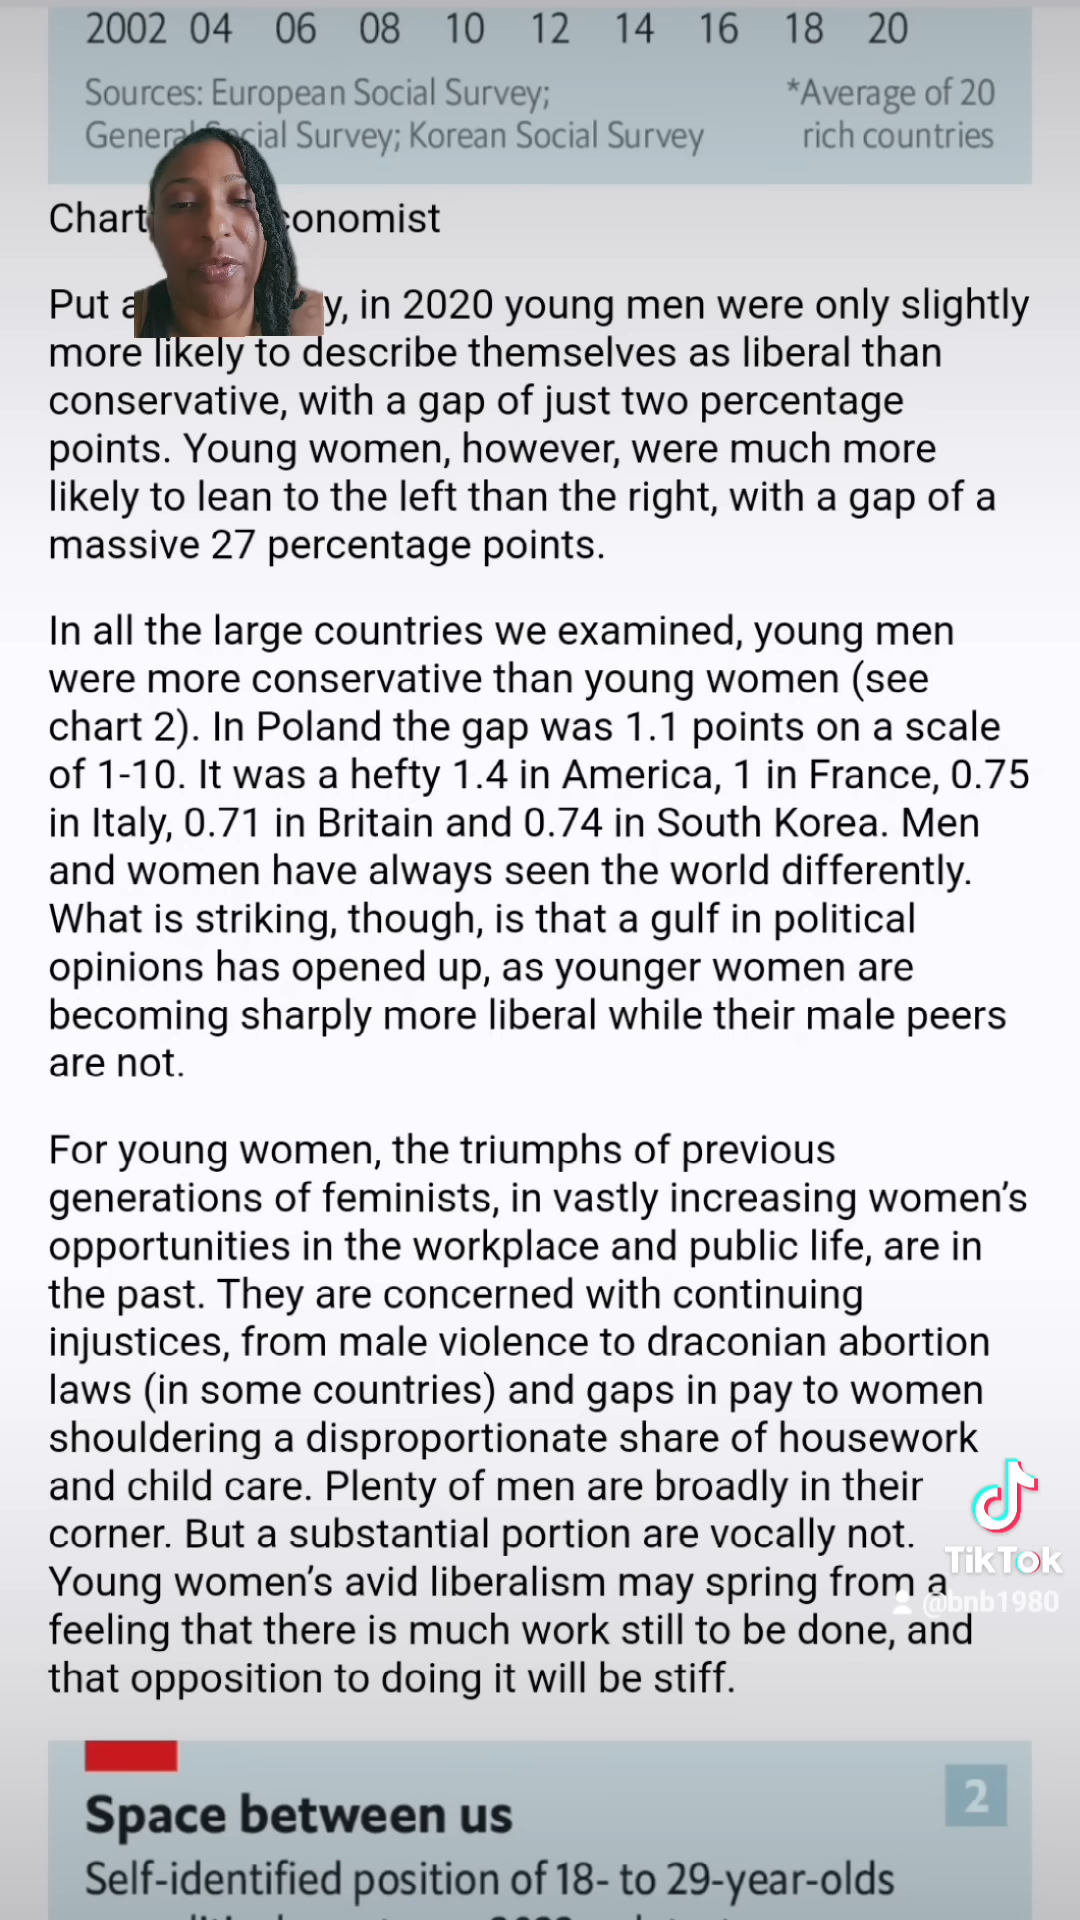 2002 04 06 08 10 12 14 16 18 20
Sources: European Social Survey; *Average of 20
General Social Survey; Korean Social Survey rich countries
Chart conomist
Put a y, in 2020 young men were only slightly
more likely to describe themselves as liberal than
conservative, with a gap of just two percentage
points. Young women, however, were much more
likely to lean to the left than the right, with a gap of a
massive 27 percentage points.
In all the large countries we examined, young men
were more conservative than young women (see
chart 2). In Poland the gap was 1.1 points on a scale
of 1-10. It was a hefty 1.4 in America, 1 in France, 0.75
in Italy, 0.71 in Britain and 0.74 in South Korea. Men
and women have always seen the world differently.
What is striking, though, is that a gulf in political
opinions has opened up, as younger women are
becoming sharply more liberal while their male peers
are not.
For young women, the triumphs of previous
generations of feminists, in vastly increasing women’s
opportunities in the workplace and public life, are in
the past. They are concerned with continuing
injustices, from male violence to draconian abortion
laws (in some countries) and gaps in pay to women
shouldering a disproportionate share of housework
and child care. Plenty of men are broadly in their
corner. But a substantial portion are vocally not.
Young women’s avid liberalism may spring from a
feeling that there is much work still to be done, and
that opposition to doing it will be stiff.
TikTok
@bnb1980
Space between us 2
Self-identified position of 18- to 29-year-olds